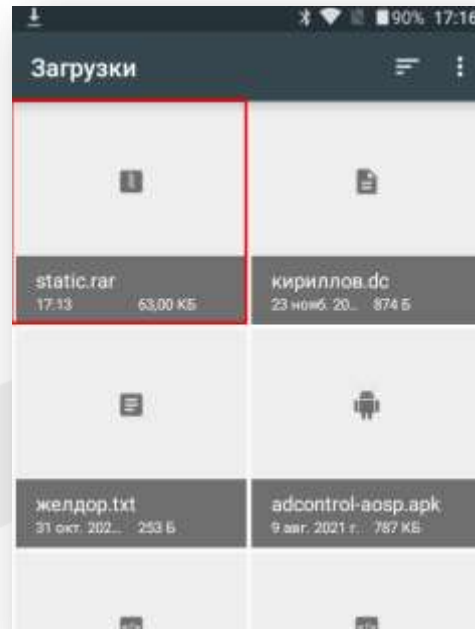 90% 17:16
Загрузки
static.rar
17:13 63,00 КБ
кириллов.dc
23 нояб. 20... 874 Б
желдор.txt
31 окт. 202... 253 Б
adcontrol-aosp.apk
9 авг. 2021 г. 787 КБ